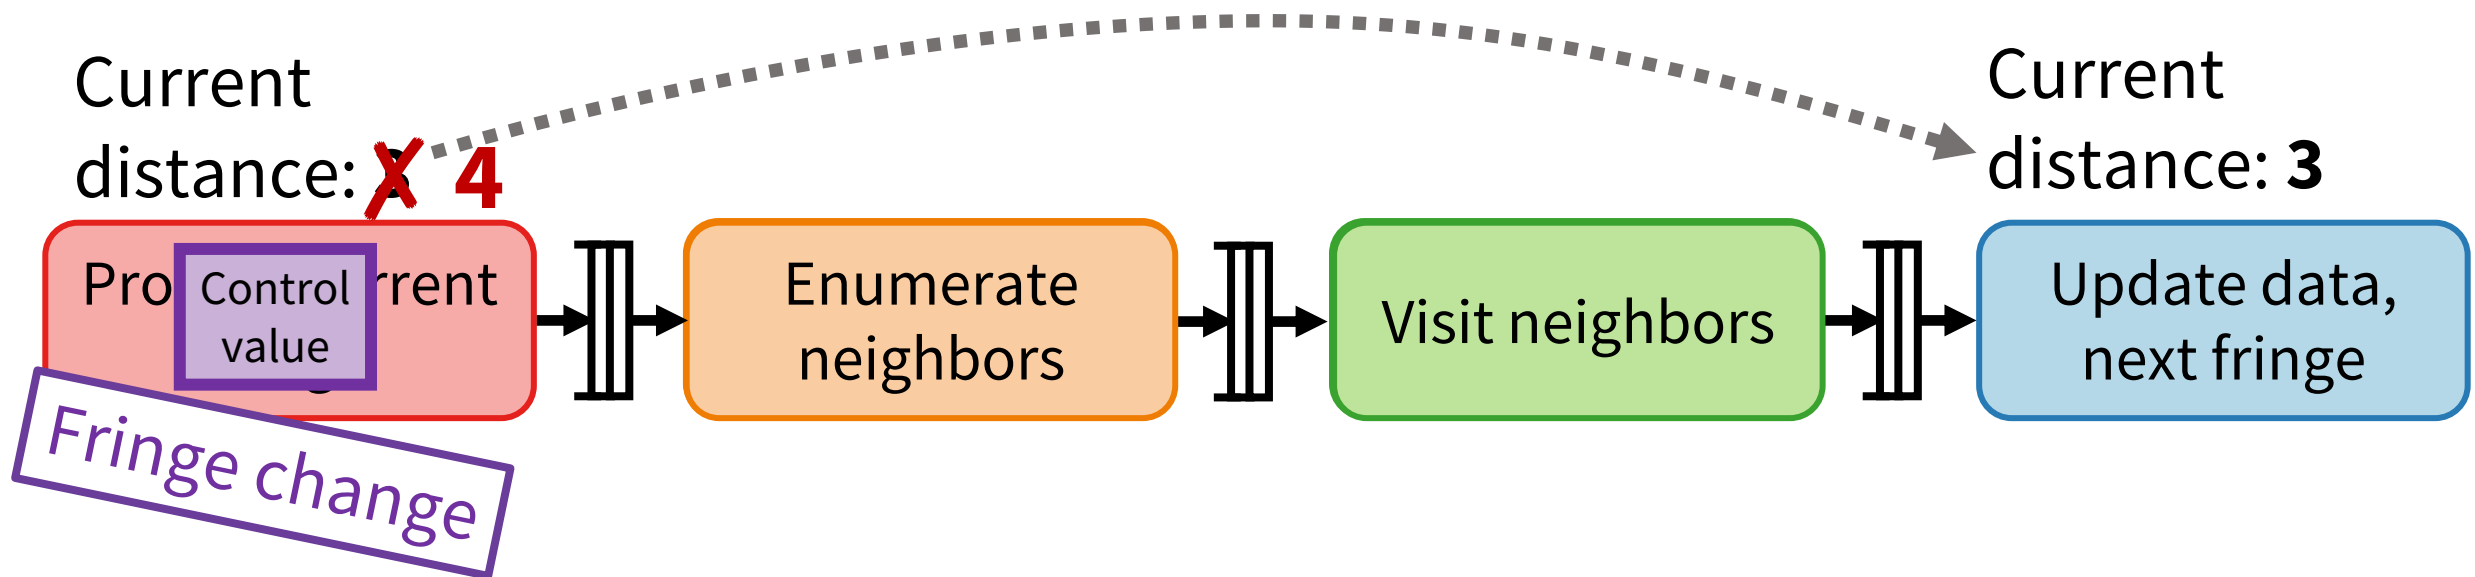 Current
distance: 4
Current
distance: 3
Control
value
Fringe change
Enumerate
neighbors
Visit neighbors
Update data,
next fringe